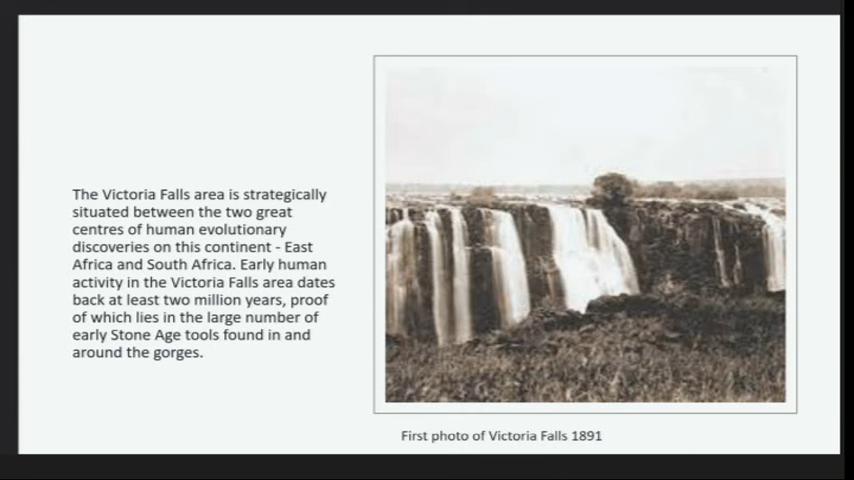 The Victoria Falls area is strategically
situated between the two great
centres of human evolutionary
discoveries on this continent - East
Africa and South Africa. Early human
activity in the Victoria Falls area dates
back at least two million years, proof
of which lies in the large number of
early Stone Age tools found in and
around the gorges.
First photo of Victoria Falls 1891